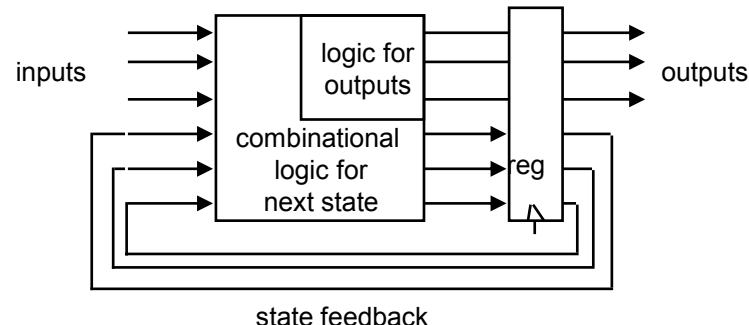 inputs
logic for
outputs
outputs
combinational
logic for
next state
reg
state feedback